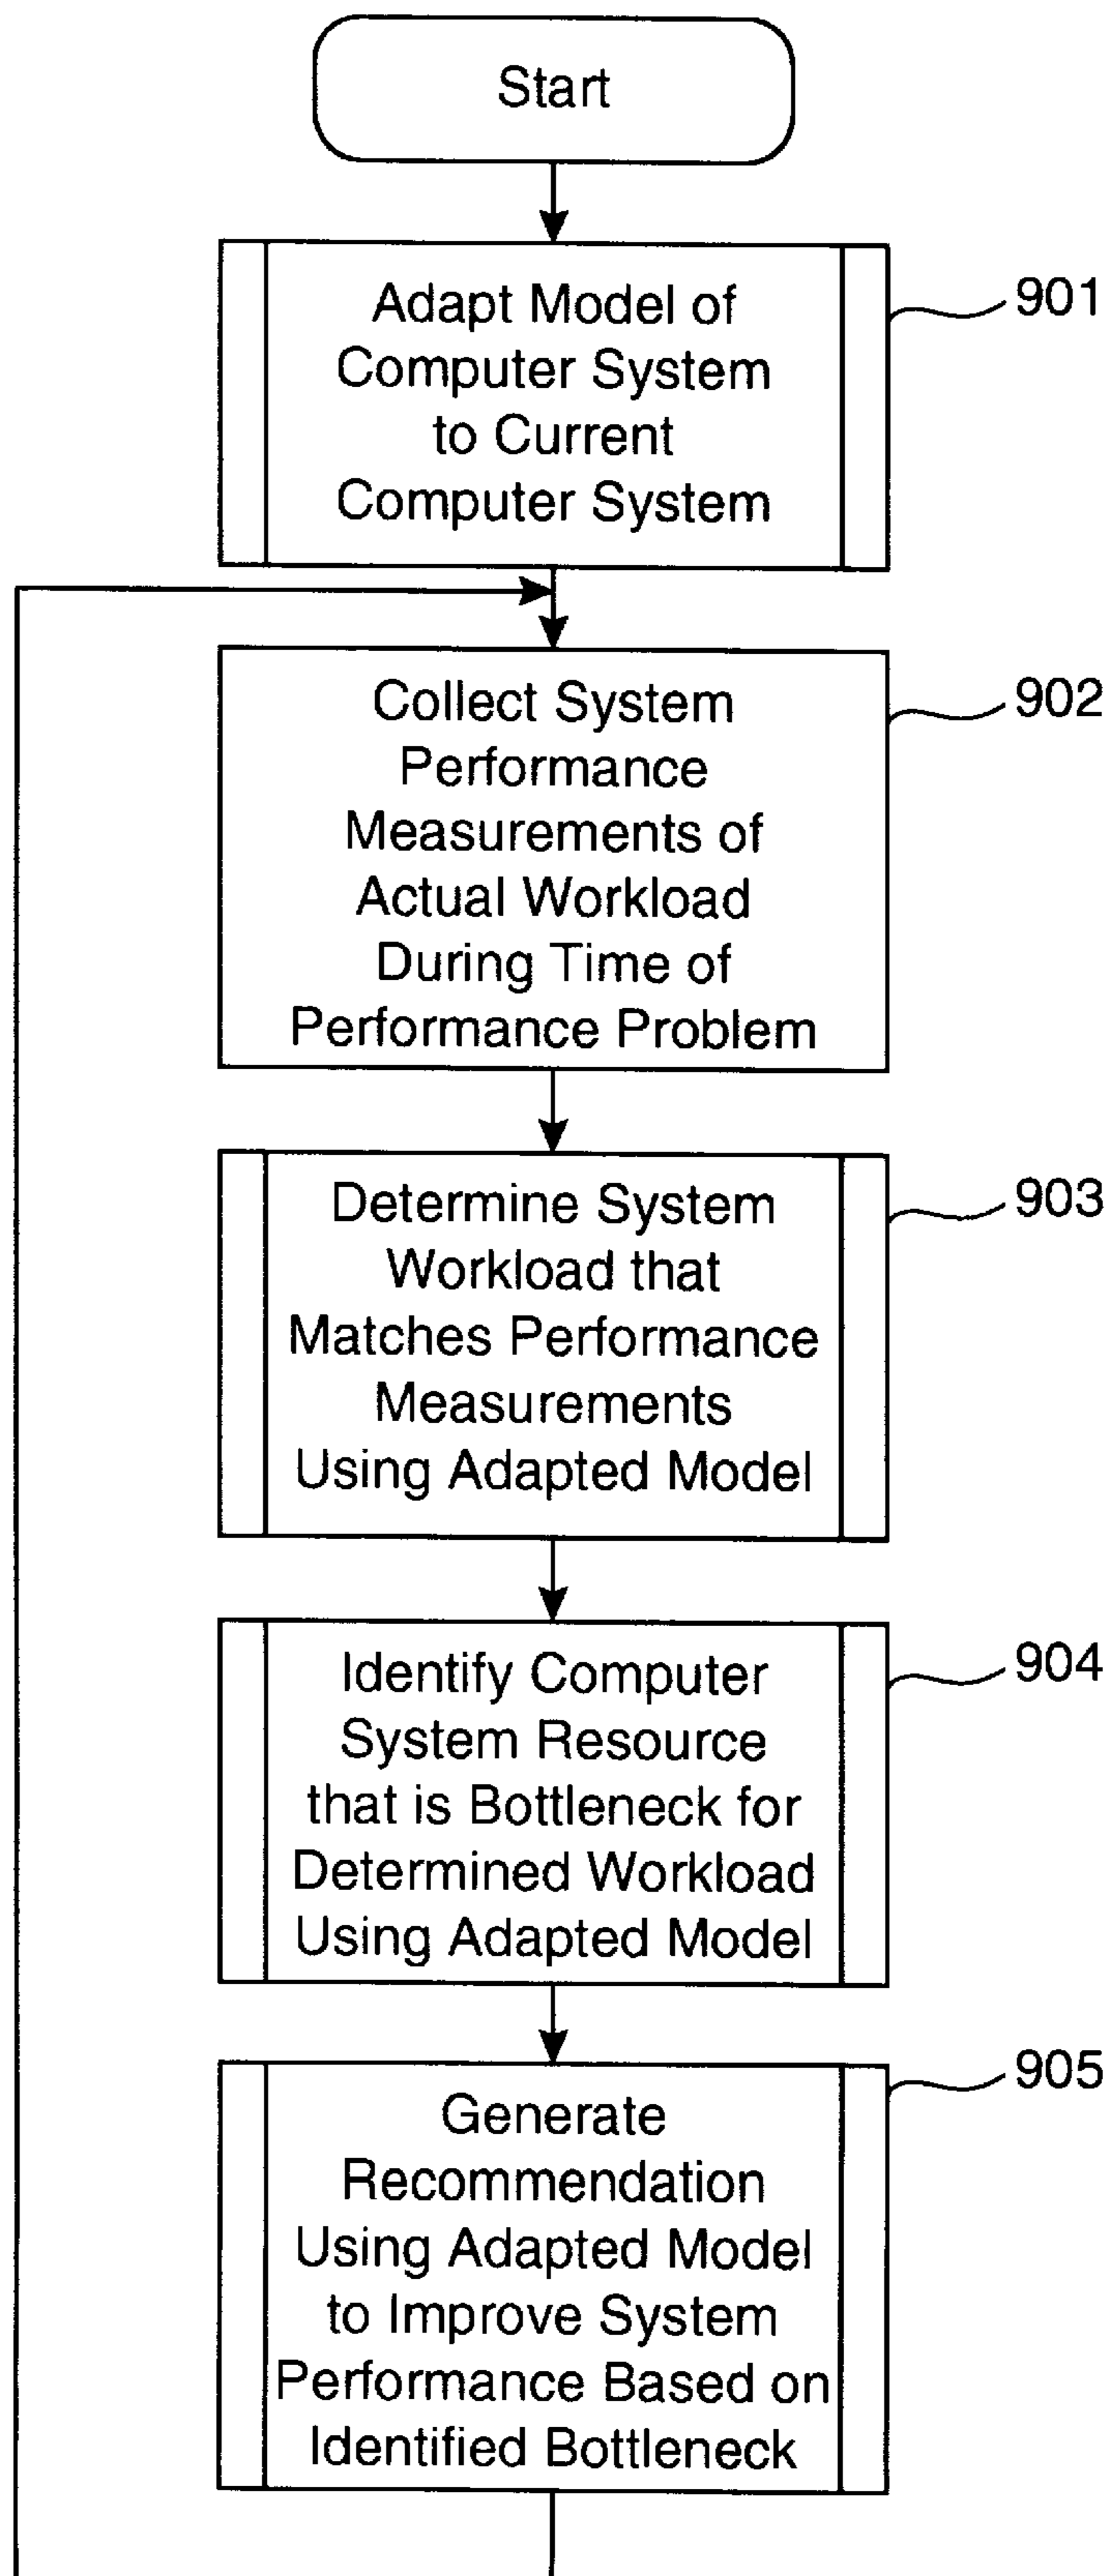 Start
Adapt Model of
Computer System
to Current
Computer System
901
Collect System
Performance
Measurements of
Actual Workload
During Time of
Performance Problem
902
Determine System
Workload that
Matches Performance
Measurements
Using Adapted Model
903
Identify Computer
System Resource
that is Bottleneck for
Determined Workload
Using Adapted Model
904
Generate
Recommendation
Using Adapted Model
to Improve System
Performance Based on
Identified Bottleneck
905